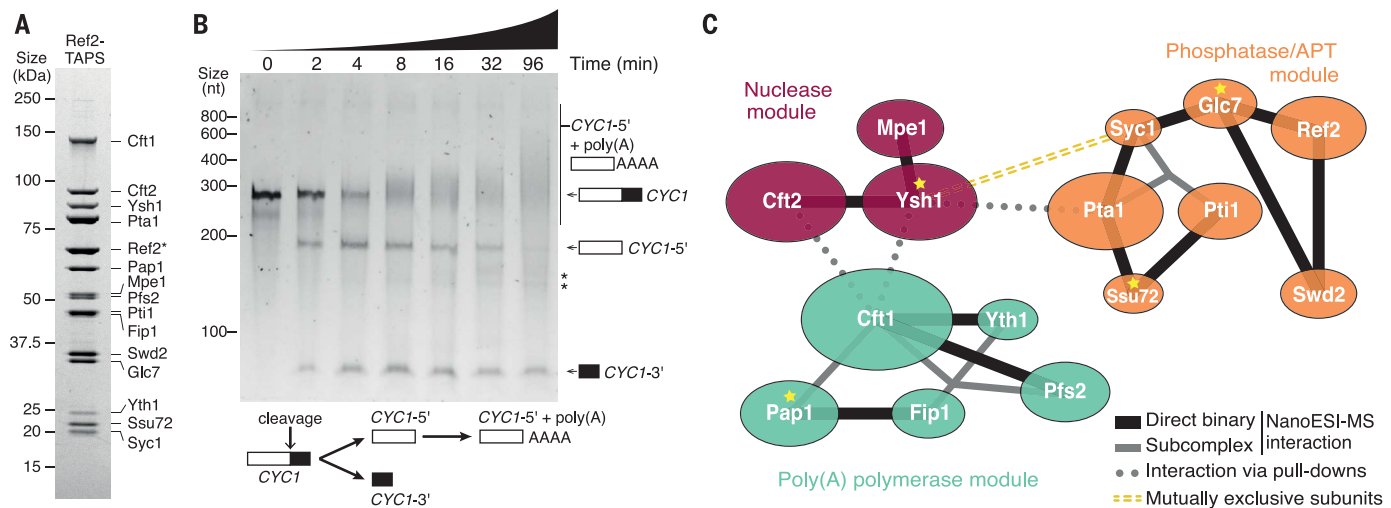 A
Ref2-
TAPS
Size
(kDa)
250
150
100
75
50
37.5
25
20
15
Cft1
Cft2
Ysh1
Pta1
Ref2*
Pap1
Mpe1
Pfs2
Pti1
Fip1
Swd2
Glc7
Yth1
Ssu72
Syc1
B
0 2 4 8 16 32 96 Time (min)
Size
(nt)
800
600
400
300
200
100
CYC1-5'
+ poly(A)
AAAA
CYC1
CYC1-5'
*
*
CYC1-3'
cleavage
CYC1
CYC1-5'
CYC1-3'
CYC1-5' + poly(A)
AAAA
C
Nuclease
module
Mpe1
Cft2
Ysh1
Phosphatase/APT
module
Glc7
Syc1
Ref2
Pta1
Pti1
Ssu72
Swd2
Cft1
Yth1
Pfs2
Pap1
Fip1
Poly(A) polymerase module
Direct binary
Subcomplex
NanoESI-MS
interaction
Interaction via pull-downs
Mutually exclusive subunits